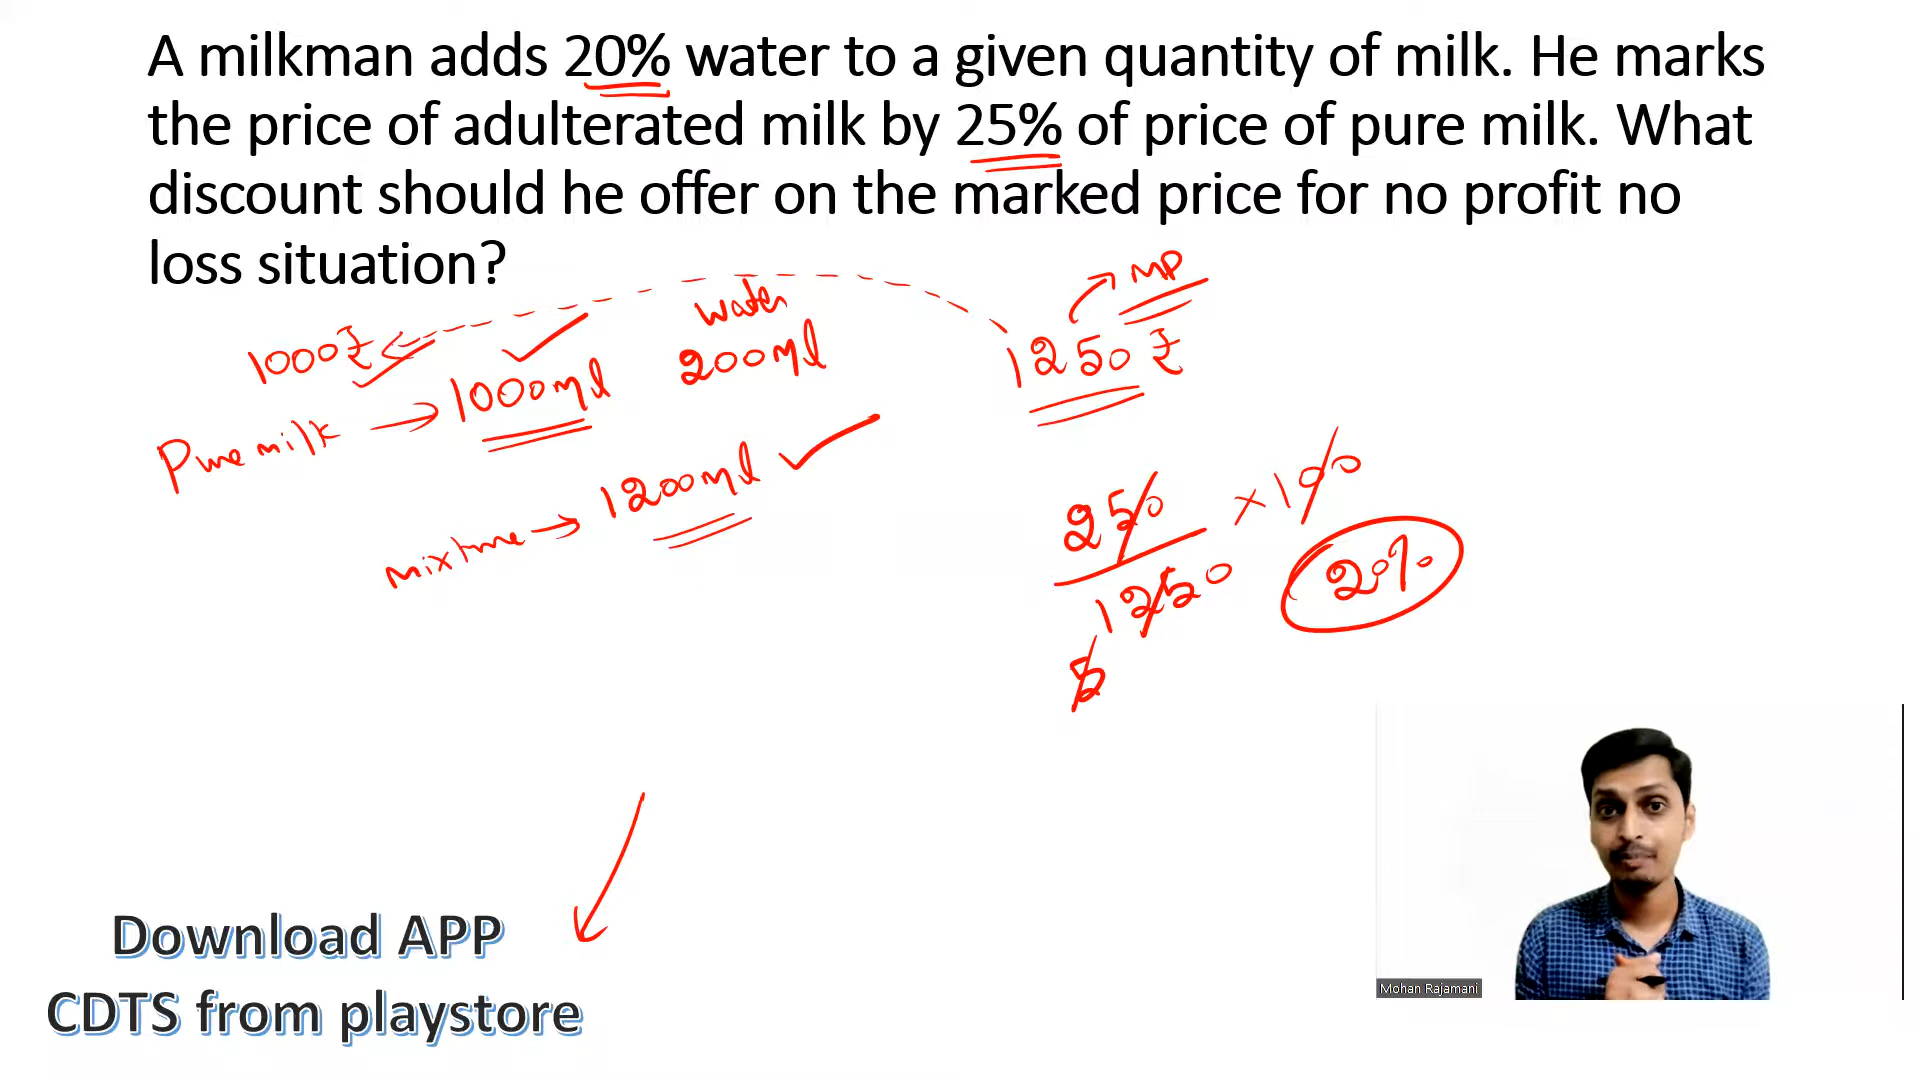 A milkman adds 20% water to a given quantity of milk. He marks
the price of adulterated milk by 25% of price of pure milk. What
discount should he offer on the marked price for no profit no
loss situation?
MP
water
1000₹
1000ml
200ml
1250₹
Pure milk → 1000ml
mixture → 1200ml
250
1250
× 100
20%
5
Download APP
CDTS from playstore
Mohan Rajamani